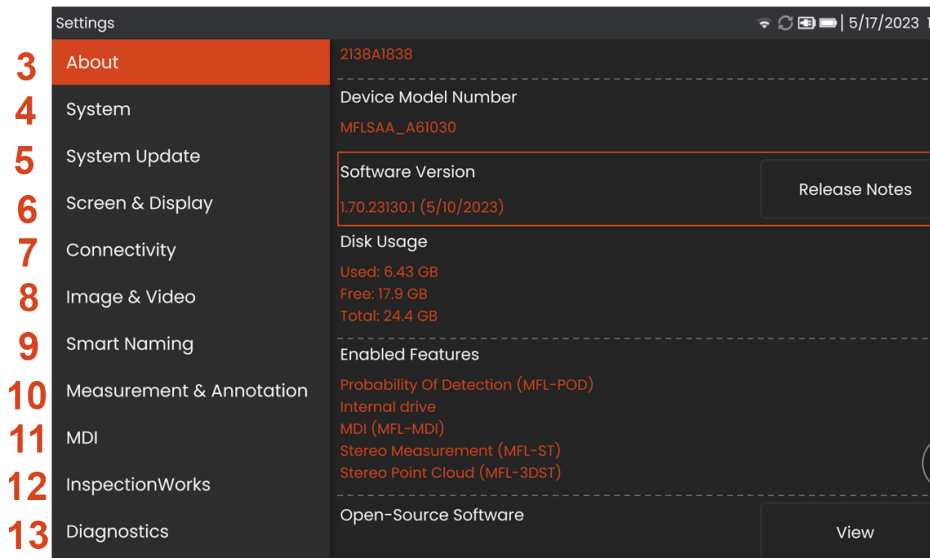 Settings
5/17/2023
3 About
4 System
5 System Update
6 Screen & Display
7 Connectivity
8 Image & Video
9 Smart Naming
10 Measurement & Annotation
11 MDI
12 InspectionWorks
13 Diagnostics
2138A1838
Device Model Number
MFLSAA_A61030
Software Version
1.70.23130.1 (5/10/2023)
Release Notes
Disk Usage
Used: 6.43 GB
Free: 17.9 GB
Total: 24.4 GB
Enabled Features
Probability Of Detection (MFL-POD)
Internal drive
MDI (MFL-MDI)
Stereo Measurement (MFL-ST)
Stereo Point Cloud (MFL-3DST)
Open-Source Software
View